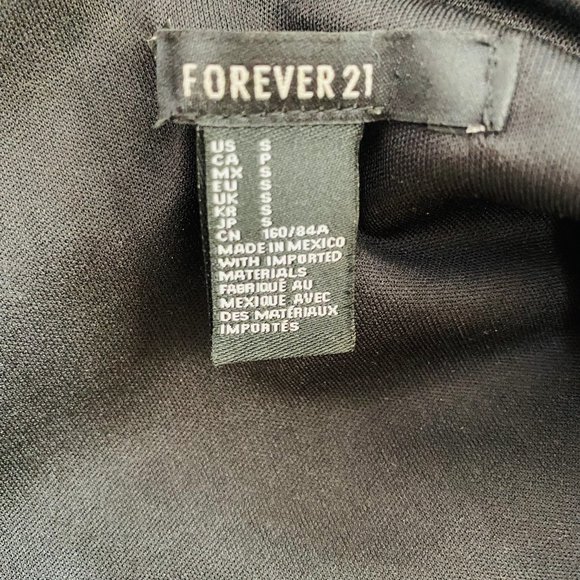 FOREVER 21
US S
CA P
MX S
EU S
UK S
KR S
JP S
CN 160/84A
MADE IN MEXICO
WITH IMPORTED
MATERIALS
FABRIQUÉ AU
MEXIQUE AVEC
DES MATÉRIAUX
IMPORTÉS